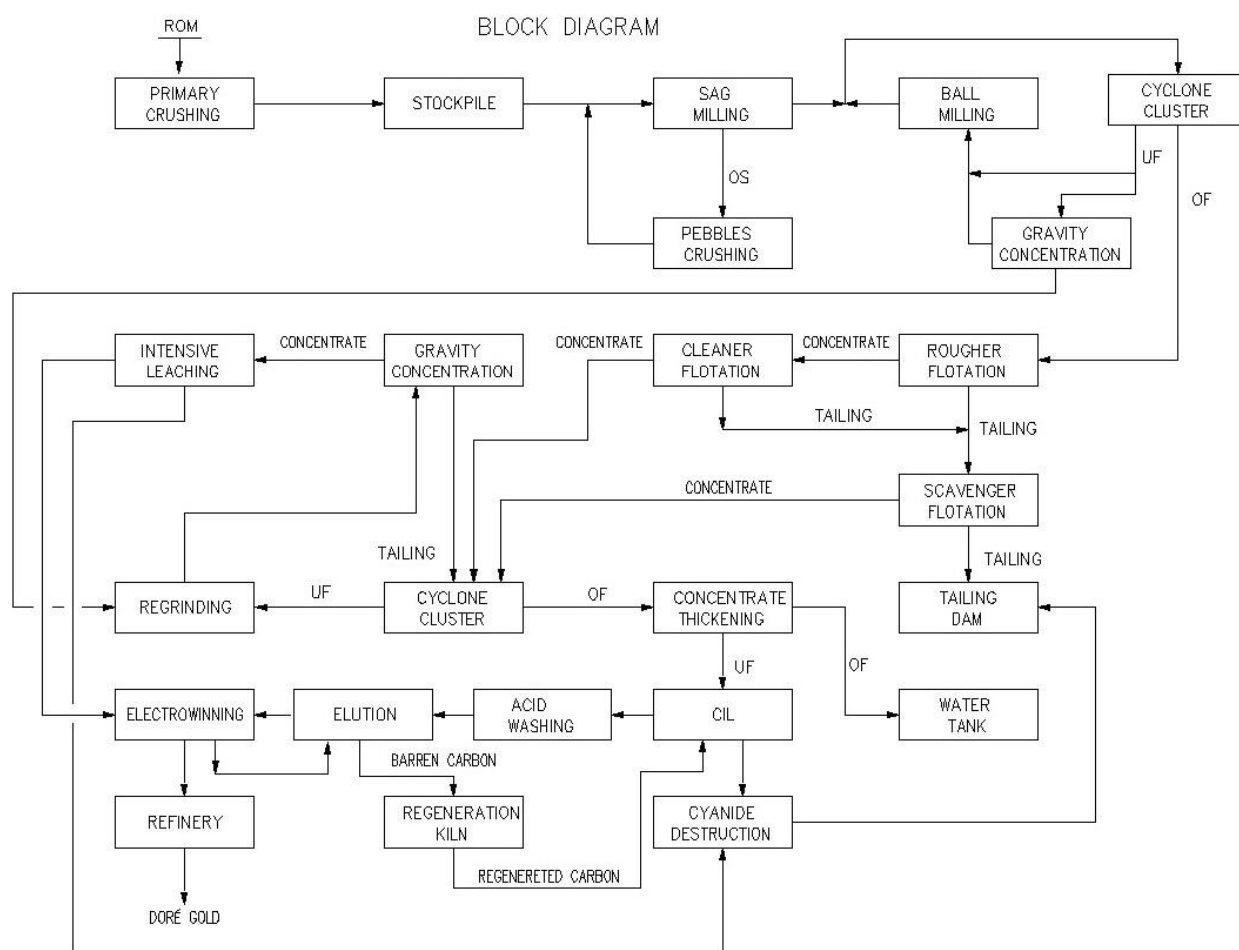 ROM
BLOCK DIAGRAM
PRIMARY
CRUSHING
STOCKPILE
SAG
MILLING
BALL
MILLING
CYCLONE
CLUSTER
OS
UF
OF
PEBBLES
CRUSHING
GRAVITY
CONCENTRATION
INTENSIVE
LEACHING
CONCENTRATE
GRAVITY
CONCENTRATION
CONCENTRATE
CLEANER
FLOTATION
CONCENTRATE
ROUGHER
FLOTATION
TAILING
TAILING
CONCENTRATE
SCAVENGER
FLOTATION
TAILING
TAILING
REGRINDING
UF
CYCLONE
CLUSTER
OF
CONCENTRATE
THICKENING
TAILING
DAM
UF
OF
ELECTROWINNING
ELUTION
ACID
WASHING
CIL
WATER
TANK
BARREN CARBON
REFINERY
REGENERATION
KILN
CYANIDE
DESTRUCTION
REGENERETED CARBON
DORÉ GOLD